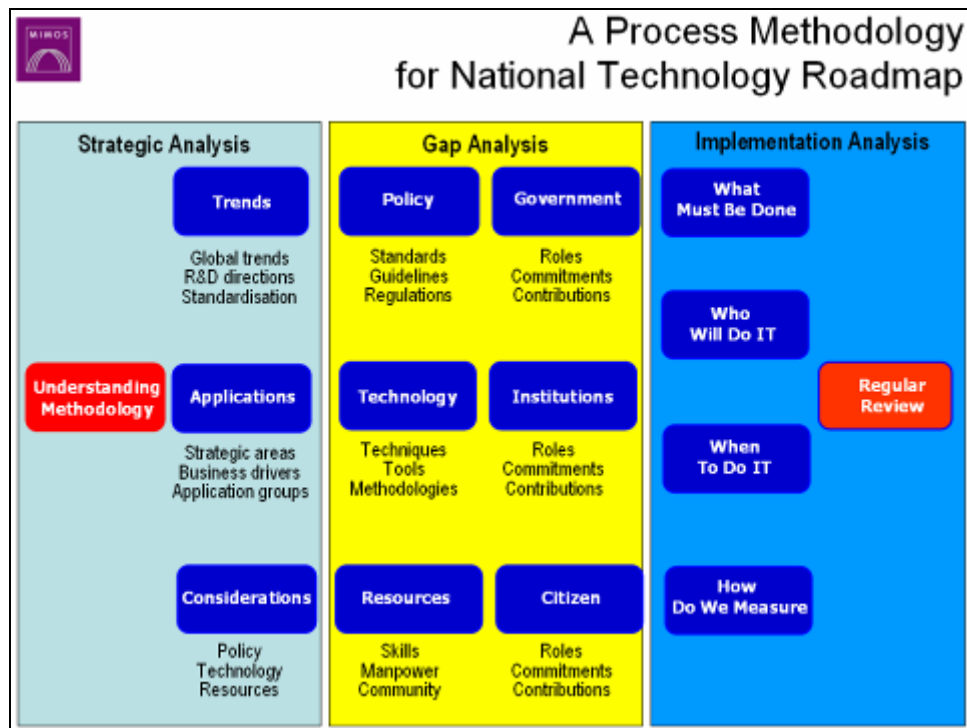 MIMOS
A Process Methodology
for National Technology Roadmap
Strategic Analysis
Trends
Global trends
R&D directions
Standardisation
Understanding
Methodology
Applications
Strategic areas
Business drivers
Application groups
Considerations
Policy
Technology
Resources
Gap Analysis
Policy
Standards
Guidelines
Regulations
Government
Roles
Commitments
Contributions
Technology
Techniques
Tools
Methodologies
Institutions
Roles
Commitments
Contributions
Resources
Skills
Manpower
Community
Citizen
Roles
Commitments
Contributions
Implementation Analysis
What
Must Be Done
Who
Will Do IT
When
To Do IT
How
Do We Measure
Regular
Review